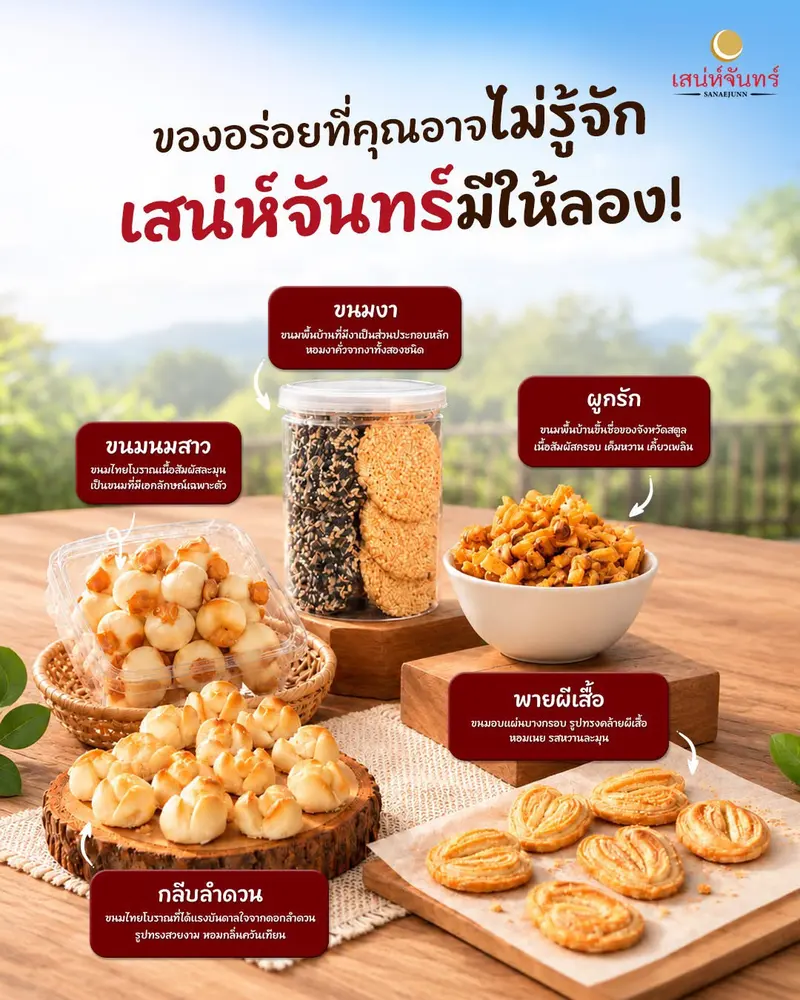 เสน่ห์จันทร์
SANAEJUNN
ของอร่อยที่คุณอาจไม่รู้จัก
เสน่ห์จันทร์มีให้ลอง!
ขนมงา
ขนมพื้นบ้านที่มีงาเป็นส่วนประกอบหลัก
หอมงาคั่วจากงาทั้งสองชนิด
ผูกรัก
ขนมพื้นบ้านขึ้นชื่อของจังหวัดสตูล
เนื้อสัมผัสกรอบ เค็มหวาน เคี้ยวเพลิน
ขนมนมสาว
ขนมไทยโบราณเนื้อสัมผัสละมุน
เป็นขนมที่มีเอกลักษณ์เฉพาะตัว
พายผีเสื้อ
ขนมอบแผ่นบางกรอบ รูปทรงคล้ายผีเสื้อ
หอมเนย รสหวานละมุน
กลีบลำดวน
ขนมไทยโบราณที่ได้แรงบันดาลใจจากดอกลำดวน
รูปทรงสวยงาม หอมกลิ่นควันเทียน